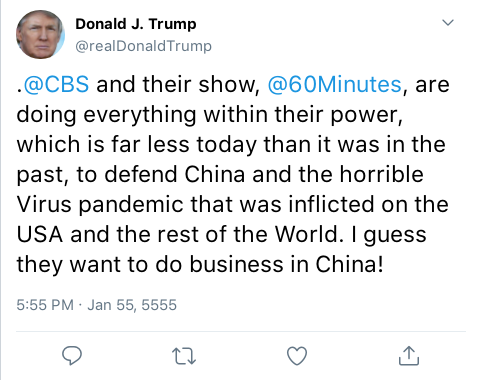 Donald J. Trump
@realDonaldTrump
.@CBS and their show, @60Minutes, are
doing everything within their power,
which is far less today than it was in the
past, to defend China and the horrible
Virus pandemic that was inflicted on the
USA and the rest of the World. I guess
they want to do business in China!
5:55 PM · Jan 55, 5555